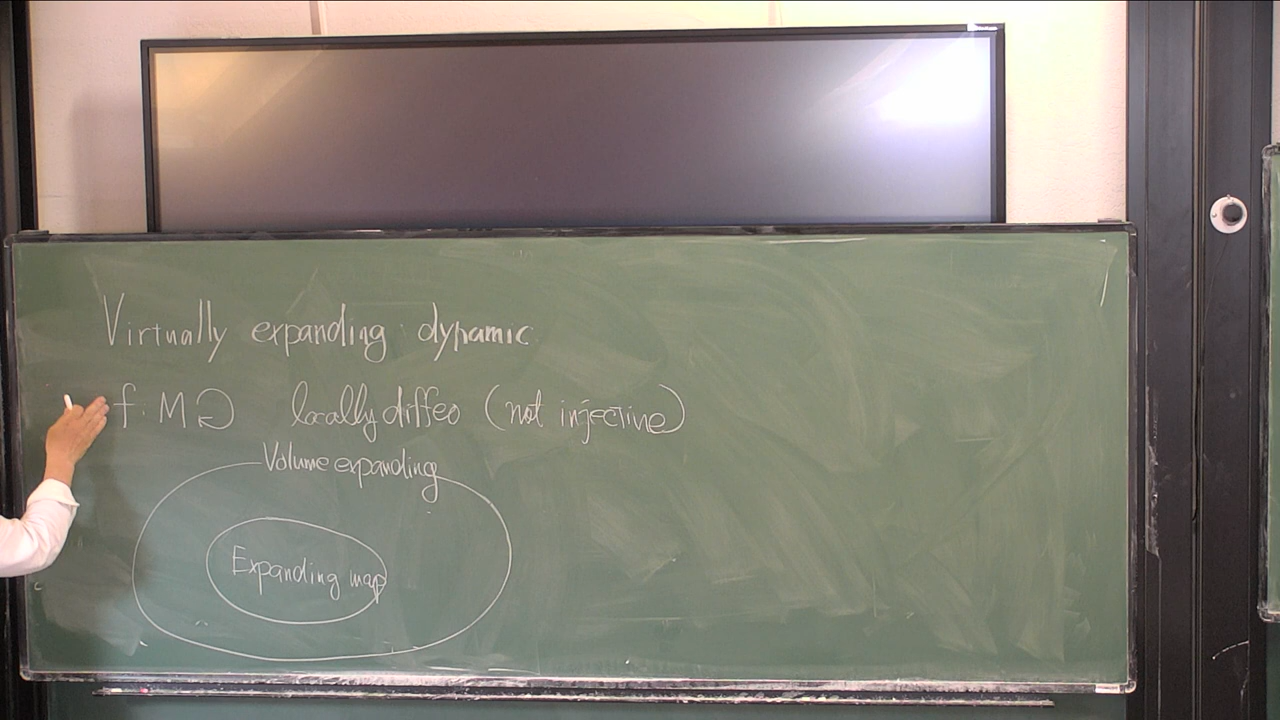 Virtually expanding dynamic
f: M ↻ locally diffeo (not injective)
Volume expanding
Expanding map